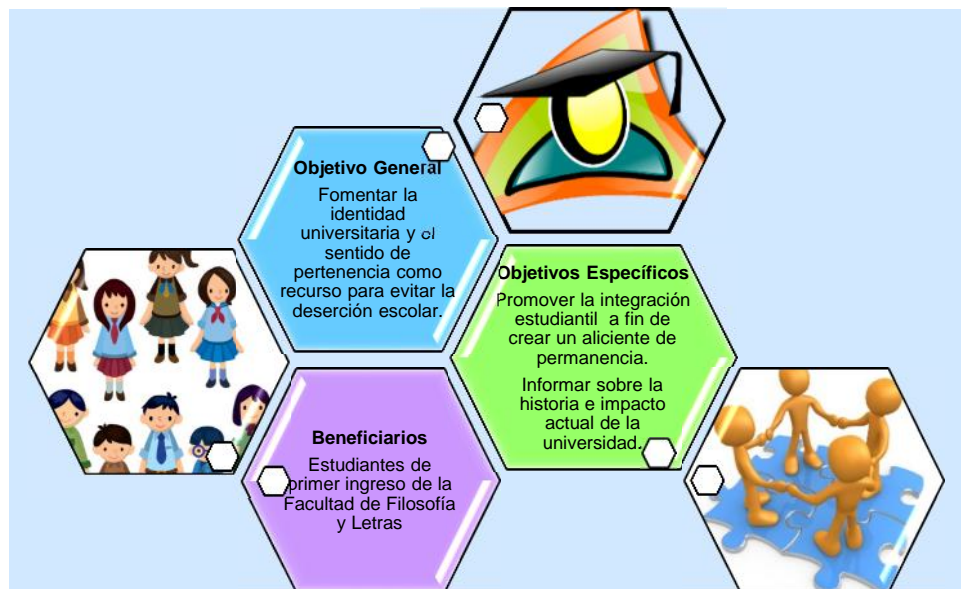 Objetivo General
Fomentar la
identidad
universitaria y el
sentido de
pertenencia como
recurso para evitar la
deserción escolar.
Objetivos Específicos
Promover la integración
estudiantil a fin de
crear un aliciente de
permanencia.
Informar sobre la
historia e impacto
actual de la
universidad.
Beneficiarios
Estudiantes de
primer ingreso de la
Facultad de Filosofía
y Letras